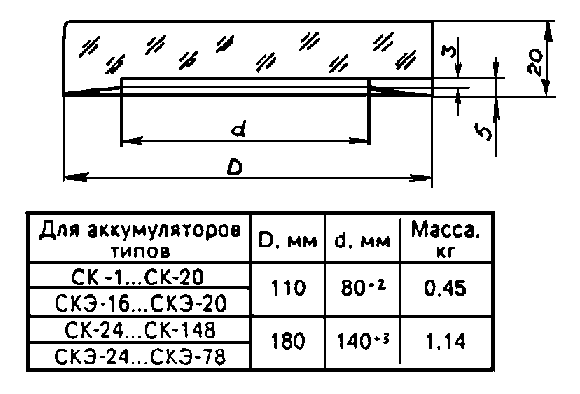 3
20
5
d
D
Для аккумуляторов типов
D, мм
d, мм
Масса, кг
СК-1...СК-20
СКЭ-16...СКЭ-20
110
80+2
0.45
СК-24...СК-148
СКЭ-24...СКЭ-78
180
140+3
1.14